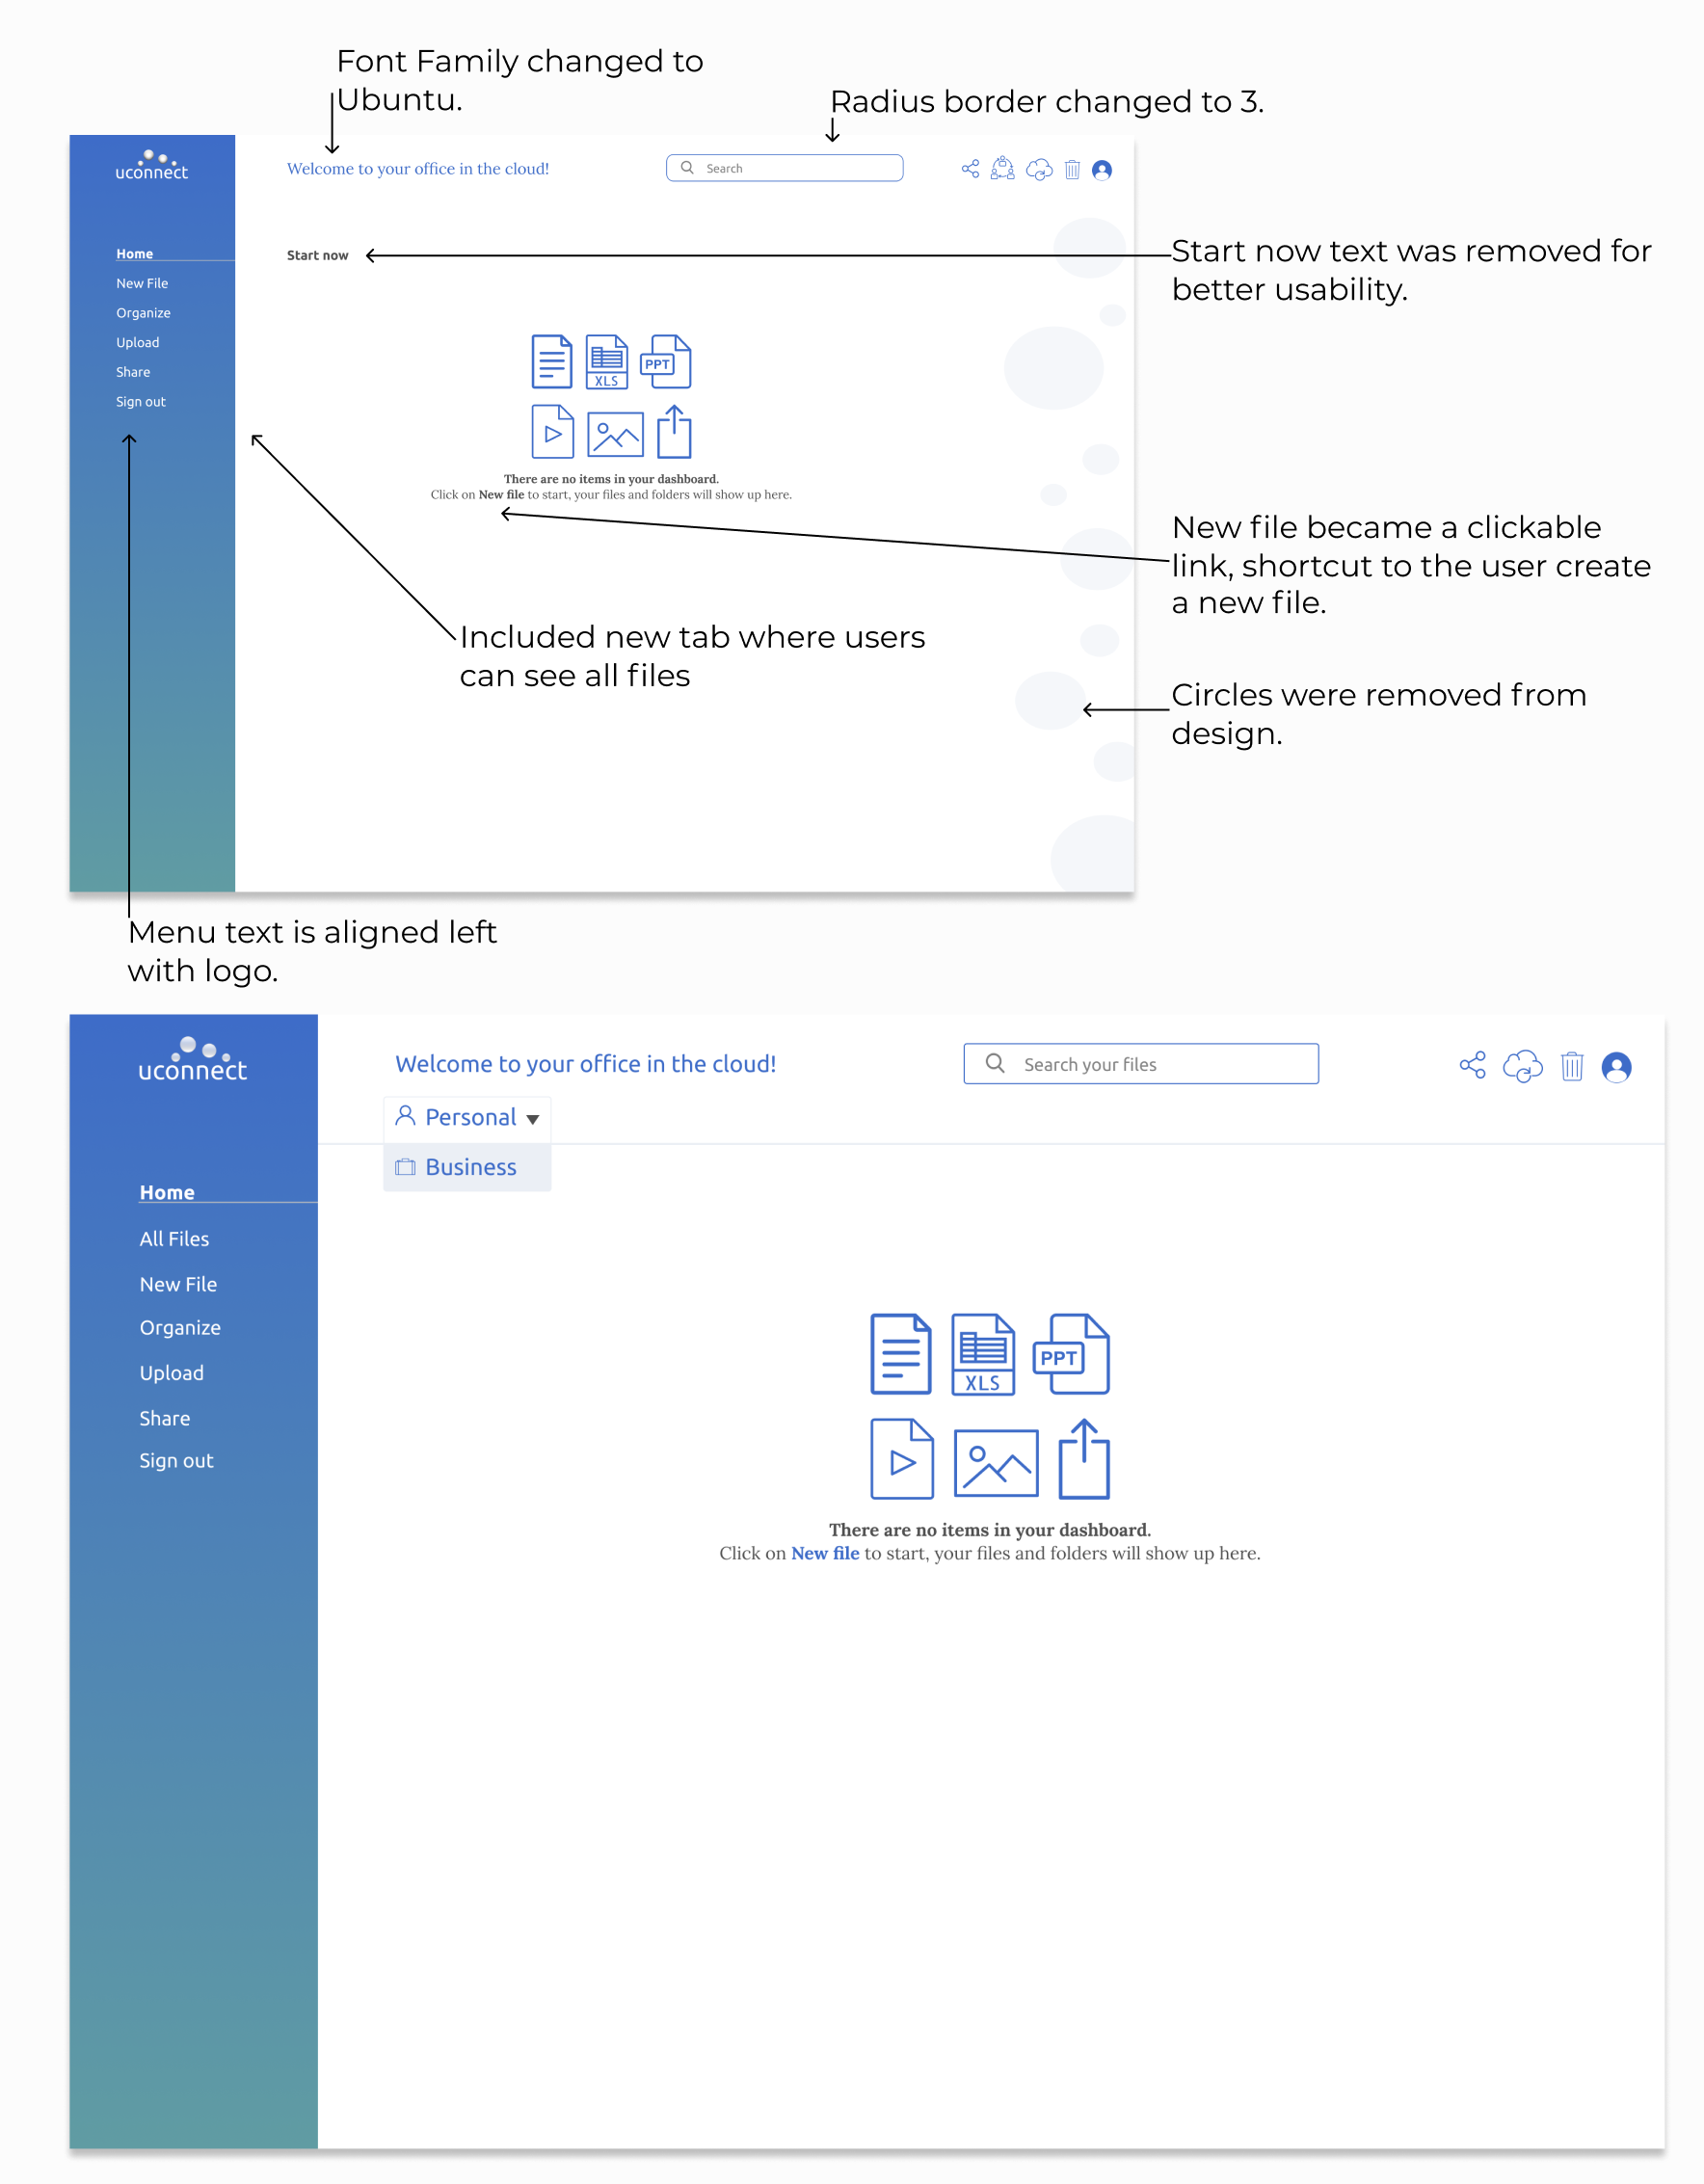 Font Family changed to
Ubuntu.
Radius border changed to 3.
uconnect
Welcome to your office in the cloud!
Search
Home
New File
Organize
Upload
Share
Sign out
Start now
Start now text was removed for
better usability.
PPT
XLS
There are no items in your dashboard.
Click on New file to start, your files and folders will show up here.
New file became a clickable
link, shortcut to the user create
a new file.
Included new tab where users
can see all files
Circles were removed from
design.
Menu text is aligned left
with logo.
uconnect
Welcome to your office in the cloud!
Search your files
Personal
Business
Home
All Files
New File
Organize
Upload
Share
Sign out
PPT
XLS
There are no items in your dashboard.
Click on New file to start, your files and folders will show up here.